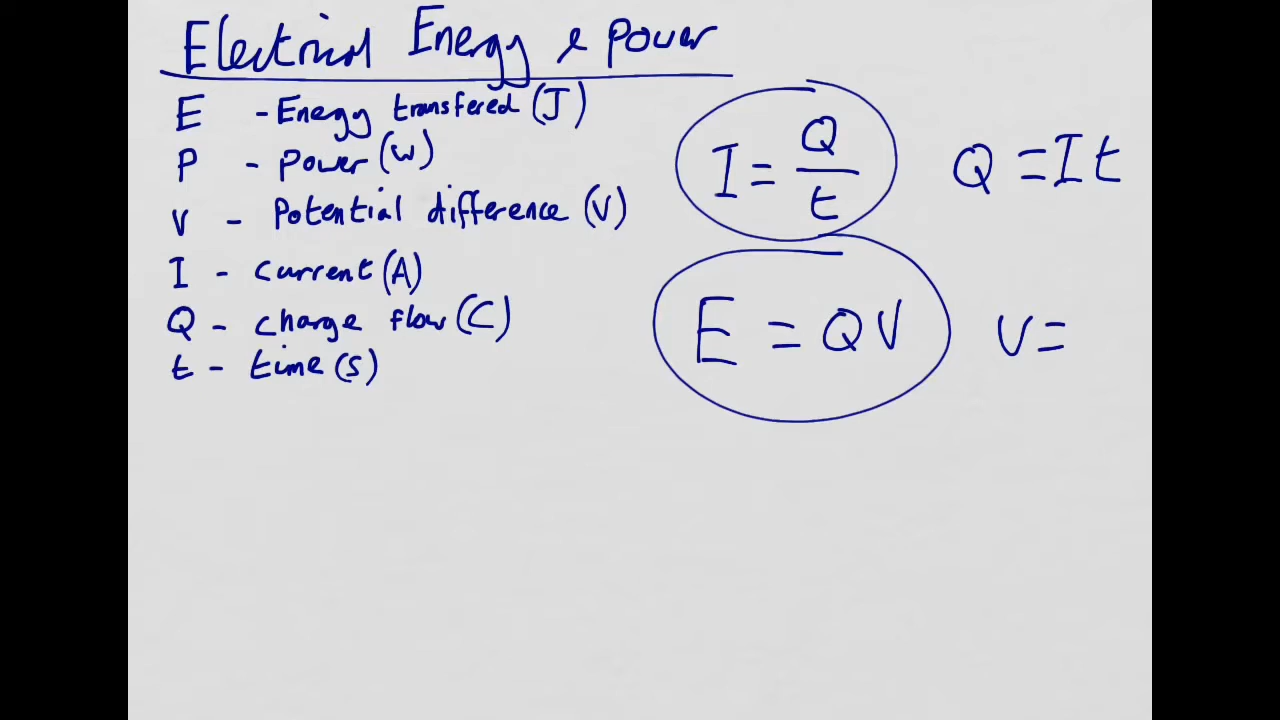 Electrical Energy & Power
E - Energy transfered (J)
P - Power (W)
V - Potential difference (V)
I - Current (A)
Q - Charge flow (C)
t - time (s)
I = Q/t
Q = It
E = QV
V =